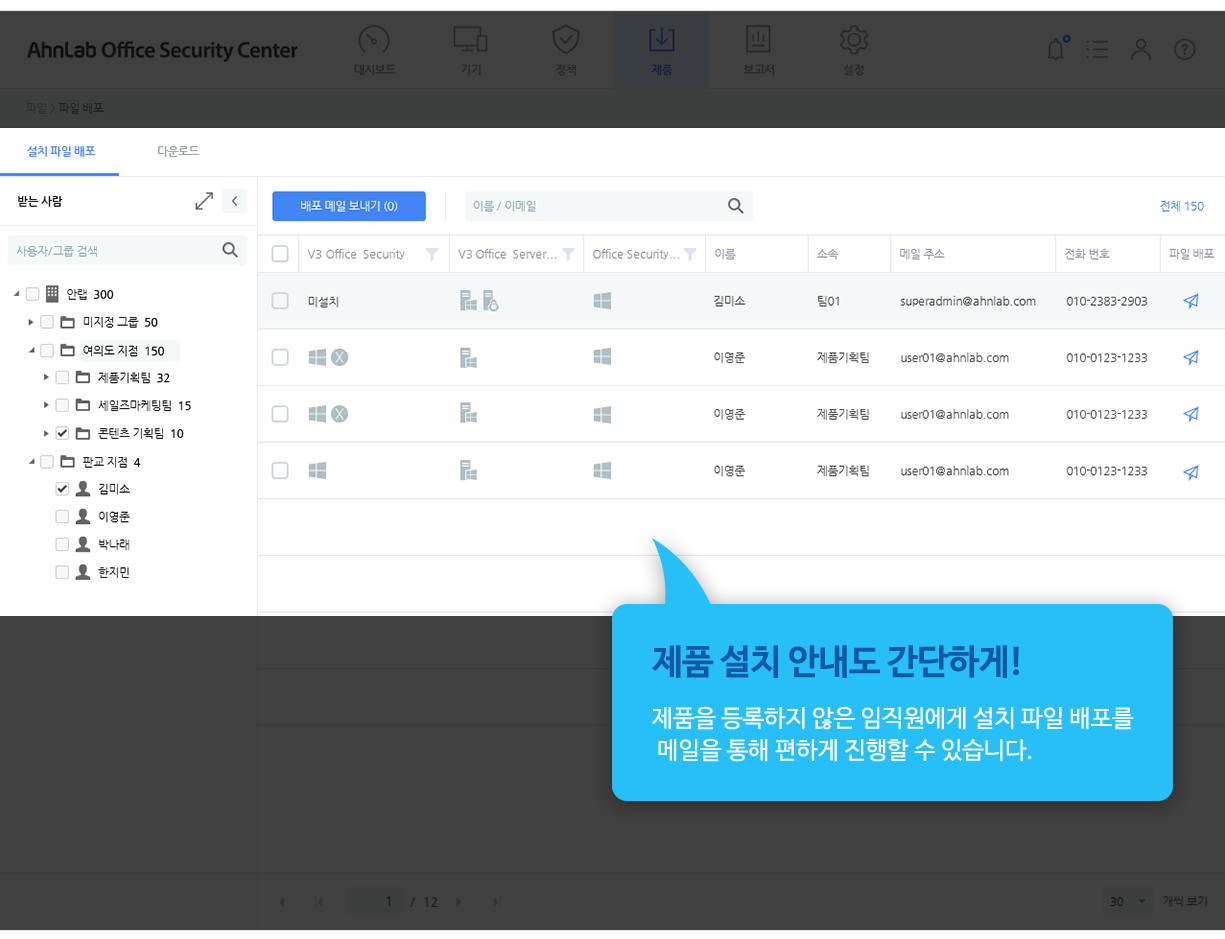 AhnLab Office Security Center
대시보드
기기
정책
제품
보고서
설정
파일 > 파일 배포
설치 파일 배포
다운로드
받는 사람
배포 메일 보내기 (0)
이름 / 이메일
전체 150
사용자/그룹 검색
안랩 300
미지정 그룹 50
여의도 지점 150
제품기획팀 32
세일즈마케팅팀 15
콘텐츠 기획팀 10
판교 지점 4
김미소
이영준
박나래
한지민
V3 Office Security V3 Office Server... Office Security... 이름 소속 메일 주소 전화 번호 파일 배포
미설치 김미소 팀01 superadmin@ahnlab.com 010-2383-2903
X 이영준 제품기획팀 user01@ahnlab.com 010-0123-1233
X 이영준 제품기획팀 user01@ahnlab.com 010-0123-1233
이영준 제품기획팀 user01@ahnlab.com 010-0123-1233
제품 설치 안내도 간단하게!
제품을 등록하지 않은 임직원에게 설치 파일 배포를
메일을 통해 편하게 진행할 수 있습니다.
1 / 12
30 개씩 보기